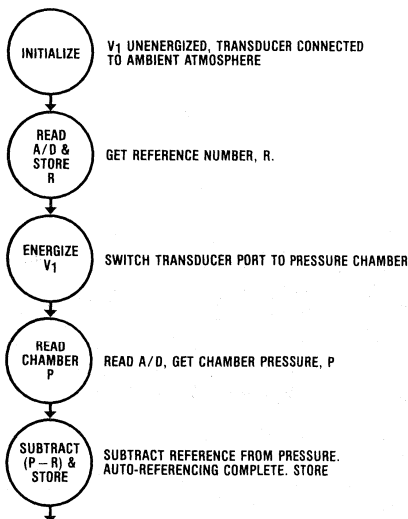 INITIALIZE
V1 UNENERGIZED, TRANSDUCER CONNECTED
TO AMBIENT ATMOSPHERE
READ
A/D &
STORE
R
GET REFERENCE NUMBER, R.
ENERGIZE
V1
SWITCH TRANSDUCER PORT TO PRESSURE CHAMBER
READ
CHAMBER
P
READ A/D, GET CHAMBER PRESSURE, P
SUBTRACT
(P – R) &
STORE
SUBTRACT REFERENCE FROM PRESSURE.
AUTO-REFERENCING COMPLETE. STORE